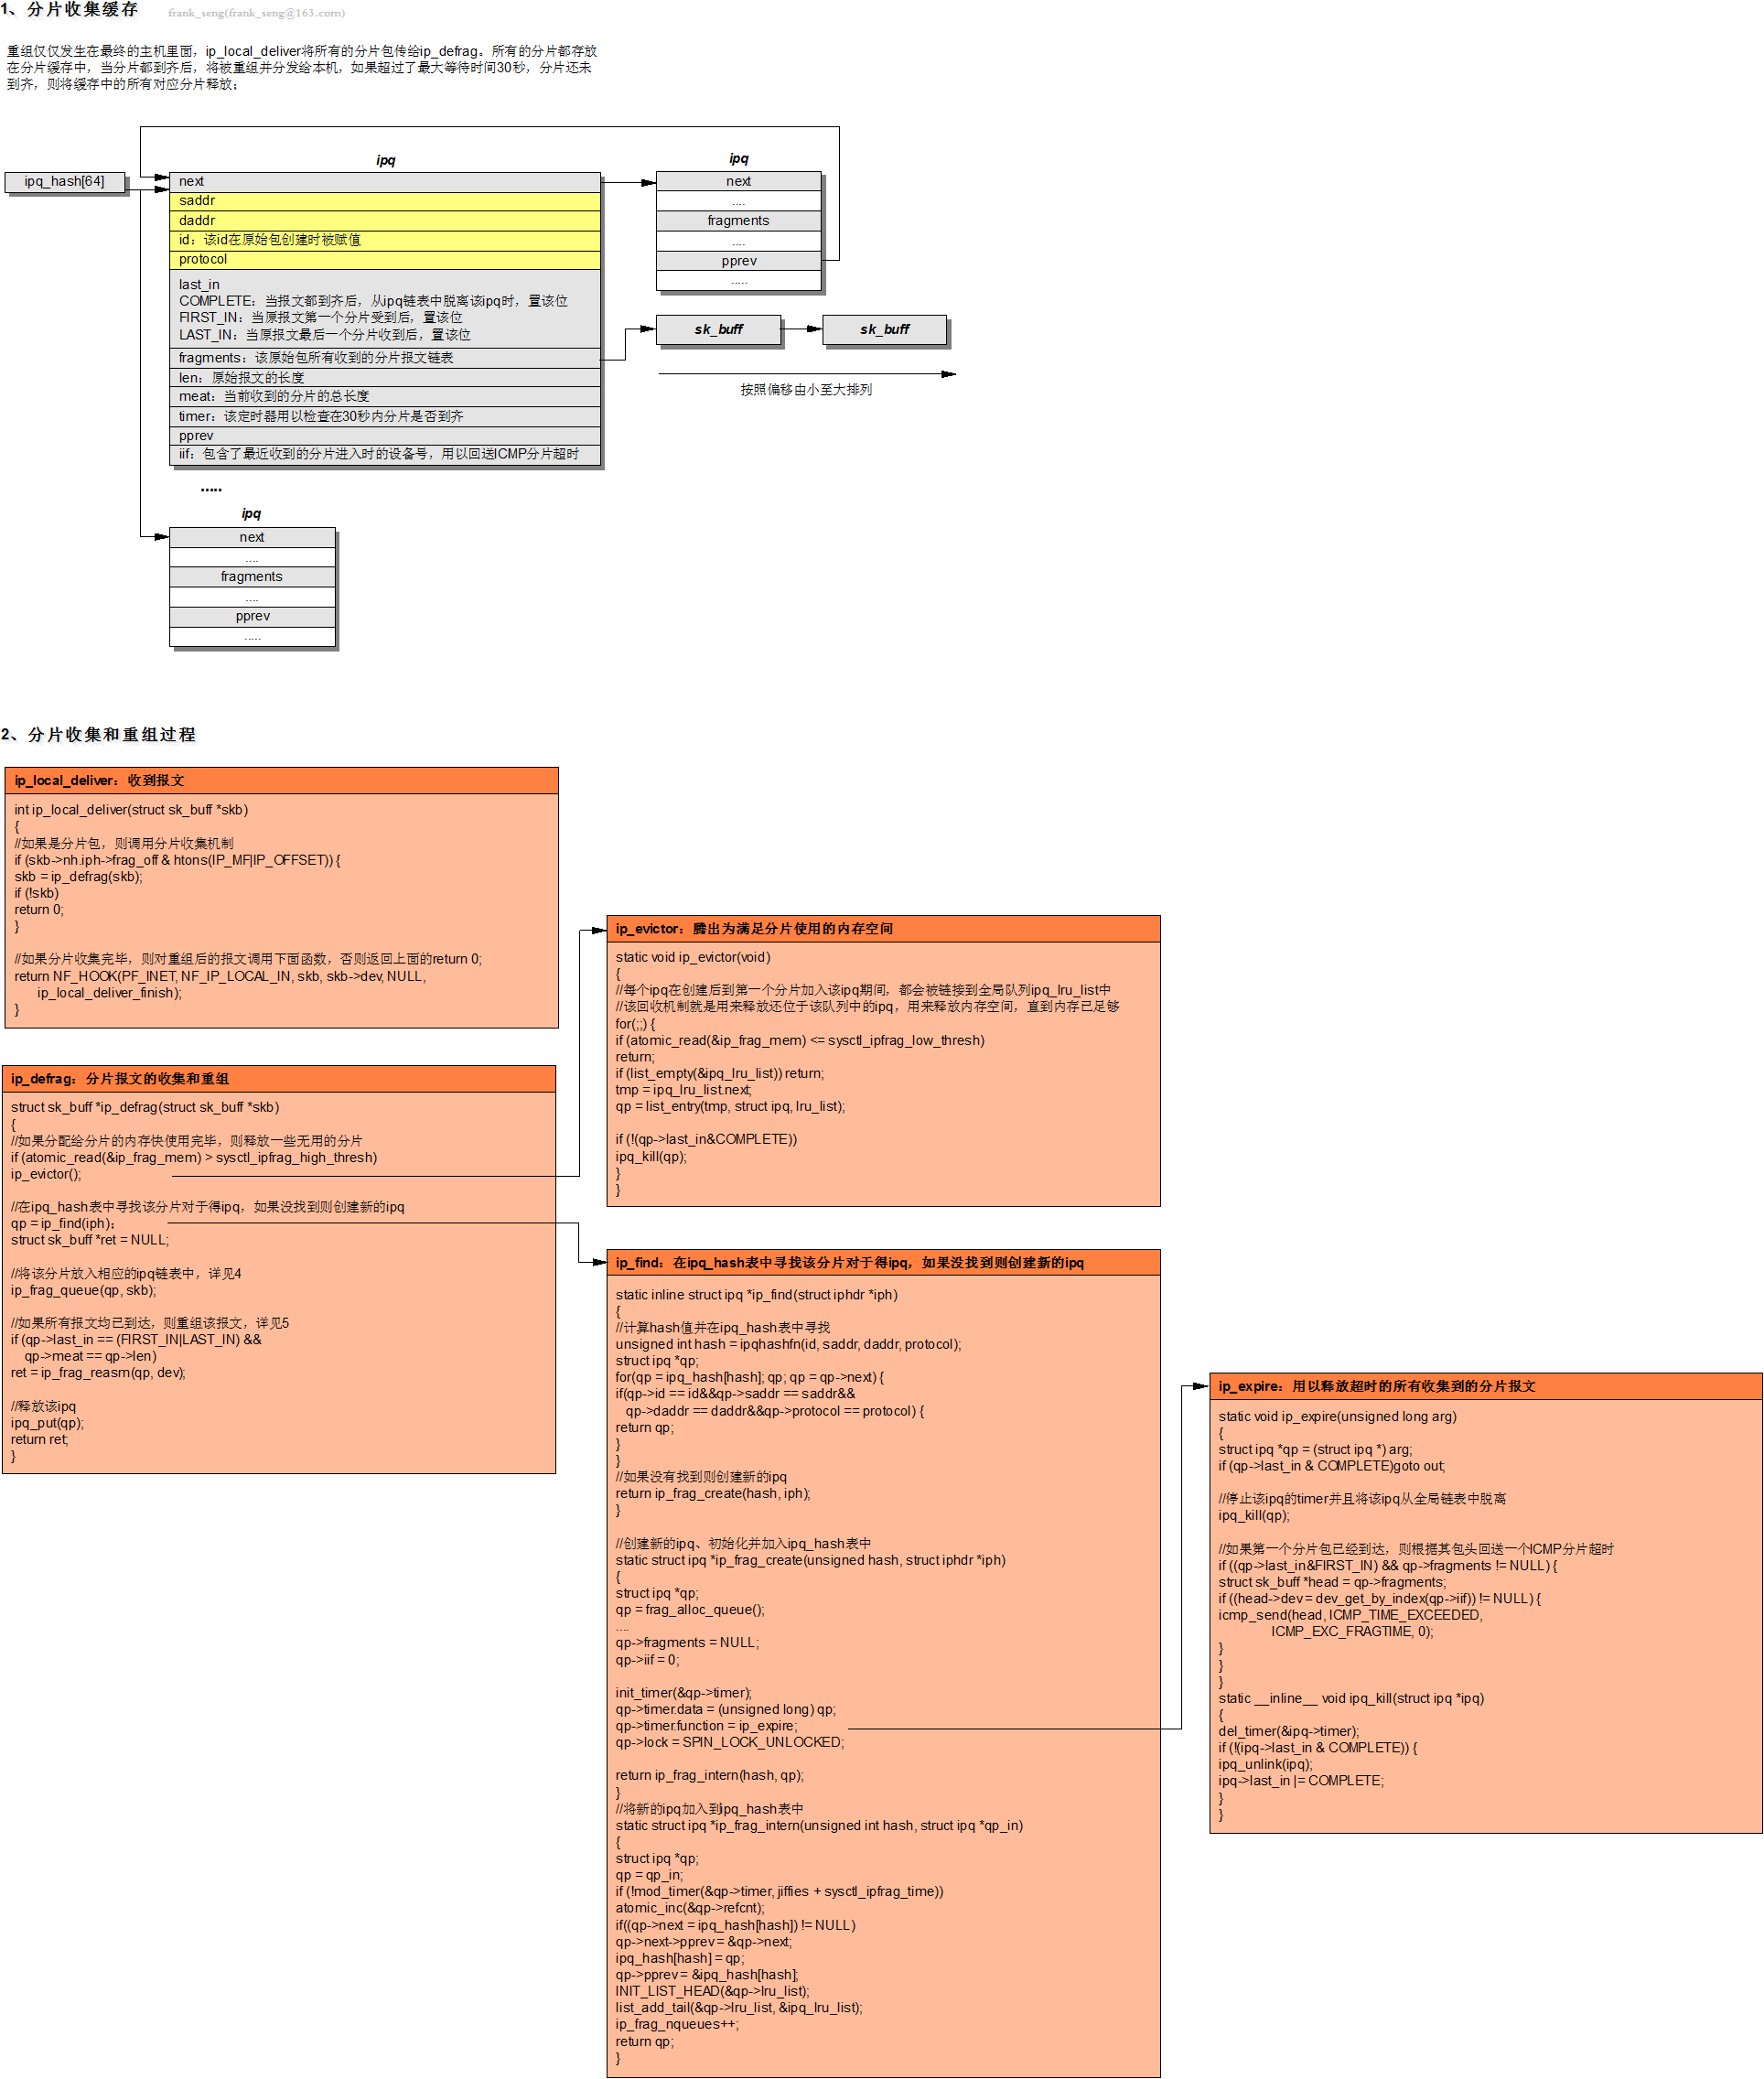 1、分片收集缓存
frank_seng(frank_seng@163.com)
重组仅仅发生在最终的主机里面，ip_local_deliver将所有的分片包传给ip_defrag。所有的分片都存放
在分片缓存中，当分片都到齐后，将被重组并分发给本机，如果超过了最大等待时间30秒，分片还未
到齐，则将缓存中的所有对应分片释放；
ipq_hash[64]
ipq
next
saddr
daddr
id：该id在原始包创建时被赋值
protocol
last_in
COMPLETE：当报文都到齐后，从ipq链表中脱离该ipq时，置该位
FIRST_IN：当原报文第一个分片受到后，置该位
LAST_IN：当原报文最后一个分片收到后，置该位
fragments：该原始包所有收到的分片报文链表
len：原始报文的长度
meat：当前收到的分片的总长度
timer：该定时器用以检查在30秒内分片是否到齐
pprev
iif：包含了最近收到的分片进入时的设备号，用以回送ICMP分片超时
ipq
next
....
fragments
....
pprev
.....
sk_buff
sk_buff
按照偏移由小至大排列
.....
ipq
next
....
fragments
....
pprev
.....
2、分片收集和重组过程
ip_local_deliver：收到报文
int ip_local_deliver(struct sk_buff *skb)
{
//如果是分片包，则调用分片收集机制
if (skb->nh.iph->frag_off & htons(IP_MF|IP_OFFSET)) {
skb = ip_defrag(skb);
if (!skb)
return 0;
}
//如果分片收集完毕，则对重组后的报文调用下面函数，否则返回上面的return 0;
return NF_HOOK(PF_INET, NF_IP_LOCAL_IN, skb, skb->dev, NULL,
ip_local_deliver_finish);
}
ip_defrag：分片报文的收集和重组
struct sk_buff *ip_defrag(struct sk_buff *skb)
{
//如果分配给分片的内存快使用完毕，则释放一些无用的分片
if (atomic_read(&ip_frag_mem) > sysctl_ipfrag_high_thresh)
ip_evictor();
//在ipq_hash表中寻找该分片对于得ipq，如果没找到则创建新的ipq
qp = ip_find(iph)；
struct sk_buff *ret = NULL;
//将该分片放入相应的ipq链表中，详见4
ip_frag_queue(qp, skb);
//如果所有报文均已到达，则重组该报文，详见5
if (qp->last_in == (FIRST_IN|LAST_IN) &&
qp->meat == qp->len)
ret = ip_frag_reasm(qp, dev);
//释放该ipq
ipq_put(qp);
return ret;
}
ip_evictor：腾出为满足分片使用的内存空间
static void ip_evictor(void)
{
//每个ipq在创建后到第一个分片加入该ipq期间，都会被链接到全局队列ipq_lru_list中
//该回收机制就是用来释放还位于该队列中的ipq，用来释放内存空间，直到内存已足够
for(;;) {
if (atomic_read(&ip_frag_mem) <= sysctl_ipfrag_low_thresh)
return;
if (list_empty(&ipq_lru_list)) return;
tmp = ipq_lru_list.next;
qp = list_entry(tmp, struct ipq, lru_list);
if (!(qp->last_in&COMPLETE))
ipq_kill(qp);
}
}
ip_find：在ipq_hash表中寻找该分片对于得ipq，如果没找到则创建新的ipq
static inline struct ipq *ip_find(struct iphdr *iph)
{
//计算hash值并在ipq_hash表中寻找
unsigned int hash = ipqhashfn(id, saddr, daddr, protocol);
struct ipq *qp;
for(qp = ipq_hash[hash]; qp; qp = qp->next) {
if(qp->id == id&&qp->saddr == saddr&&
qp->daddr == daddr&&qp->protocol == protocol) {
return qp;
}
}
//如果没有找到则创建新的ipq
return ip_frag_create(hash, iph);
}
//创建新的ipq、初始化并加入ipq_hash表中
static struct ipq *ip_frag_create(unsigned hash, struct iphdr *iph)
{
struct ipq *qp;
qp = frag_alloc_queue();
....
qp->fragments = NULL;
qp->iif = 0;
init_timer(&qp->timer);
qp->timer.data = (unsigned long) qp;
qp->timer.function = ip_expire;
qp->lock = SPIN_LOCK_UNLOCKED;
return ip_frag_intern(hash, qp);
}
//将新的ipq加入到ipq_hash表中
static struct ipq *ip_frag_intern(unsigned int hash, struct ipq *qp_in)
{
struct ipq *qp;
qp = qp_in;
if (!mod_timer(&qp->timer, jiffies + sysctl_ipfrag_time))
atomic_inc(&qp->refcnt);
if((qp->next = ipq_hash[hash]) != NULL)
qp->next->pprev = &qp->next;
ipq_hash[hash] = qp;
qp->pprev = &ipq_hash[hash];
INIT_LIST_HEAD(&qp->lru_list);
list_add_tail(&qp->lru_list, &ipq_lru_list);
ip_frag_nqueues++;
return qp;
}
ip_expire：用以释放超时的所有收集到的分片报文
static void ip_expire(unsigned long arg)
{
struct ipq *qp = (struct ipq *) arg;
if (qp->last_in & COMPLETE)goto out;
//停止该ipq的timer并且将该ipq从全局链表中脱离
ipq_kill(qp);
//如果第一个分片包已经到达，则根据其包头回送一个ICMP分片超时
if ((qp->last_in&FIRST_IN) && qp->fragments != NULL) {
struct sk_buff *head = qp->fragments;
if ((head->dev = dev_get_by_index(qp->iif)) != NULL) {
icmp_send(head, ICMP_TIME_EXCEEDED,
ICMP_EXC_FRAGTIME, 0);
}
}
}
static __inline__ void ipq_kill(struct ipq *ipq)
{
del_timer(&ipq->timer);
if (!(ipq->last_in & COMPLETE)) {
ipq_unlink(ipq);
ipq->last_in |= COMPLETE;
}
}